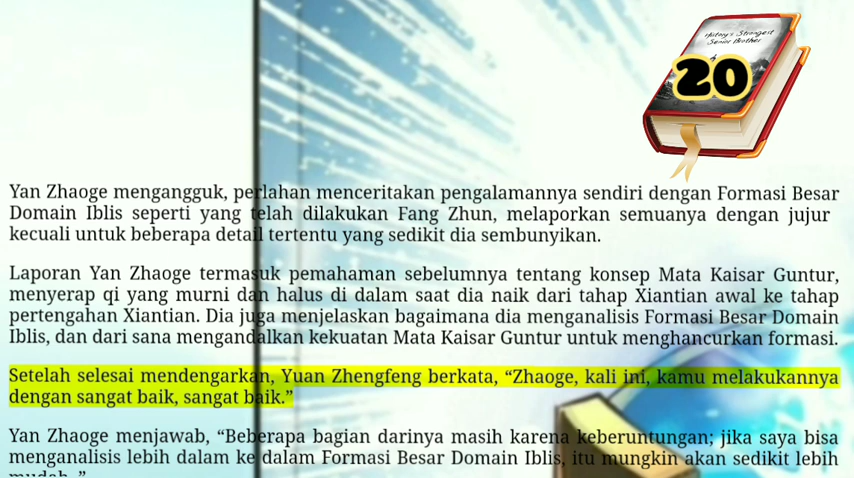 History's Strongest
Senior Brother
20
Yan Zhaoge mengangguk, perlahan menceritakan pengalamannya sendiri dengan Formasi Besar
Domain Iblis seperti yang telah dilakukan Fang Zhun, melaporkan semuanya dengan jujur
kecuali untuk beberapa detail tertentu yang sedikit dia sembunyikan.
Laporan Yan Zhaoge termasuk pemahaman sebelumnya tentang konsep Mata Kaisar Guntur,
menyerap qi yang murni dan halus di dalam saat dia naik dari tahap Xiantian awal ke tahap
pertengahan Xiantian. Dia juga menjelaskan bagaimana dia menganalisis Formasi Besar Domain
Iblis, dan dari sana mengandalkan kekuatan Mata Kaisar Guntur untuk menghancurkan formasi.
Setelah selesai mendengarkan, Yuan Zhengfeng berkata, “Zhaoge, kali ini, kamu melakukannya
dengan sangat baik, sangat baik.”
Yan Zhaoge menjawab, “Beberapa bagian darinya masih karena keberuntungan; jika saya bisa
menganalisis lebih dalam ke dalam Formasi Besar Domain Iblis, itu mungkin akan sedikit lebih
mudah.”